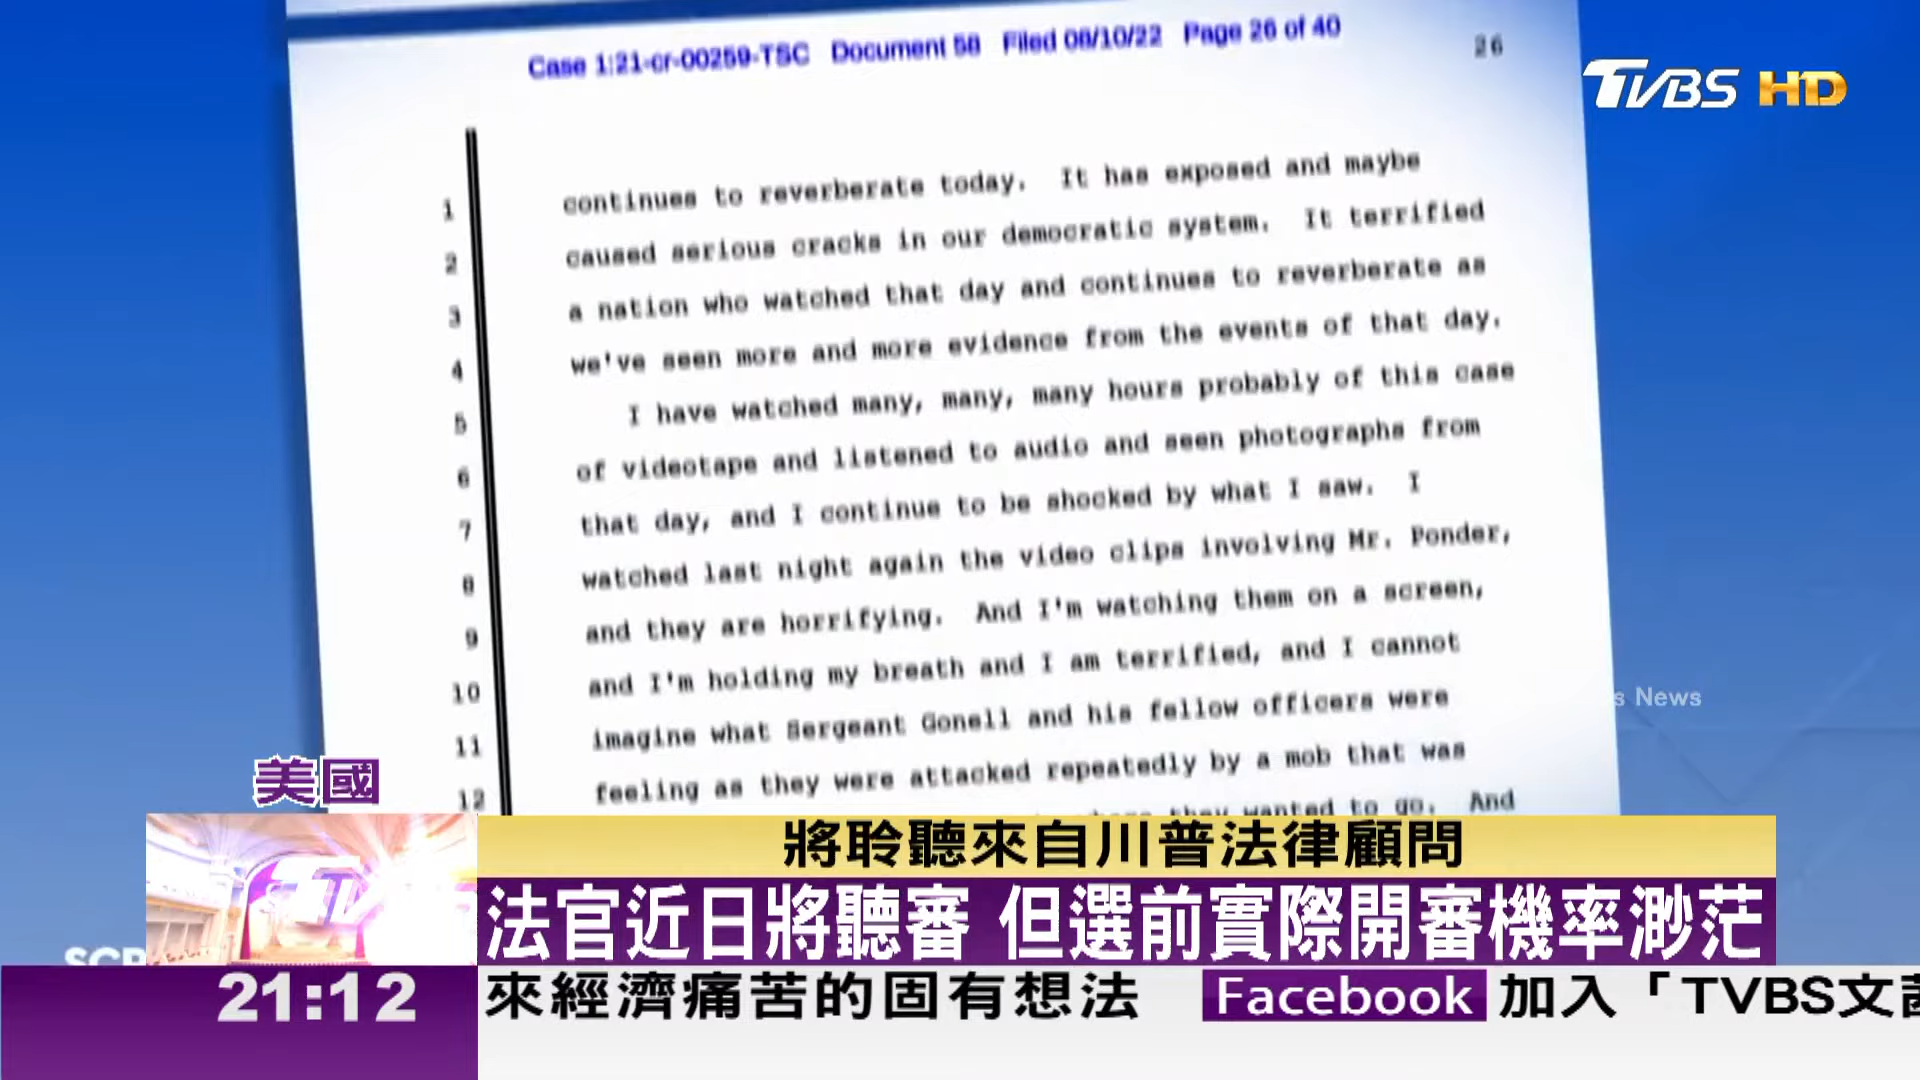 Case 1:21-cr-00259-TSC Document 58 Filed 08/10/22 Page 26 of 40
26
TVBS HD
1 continues to reverberate today. It has exposed and maybe
2 caused serious cracks in our democratic system. It terrified
3 a nation who watched that day and continues to reverberate as
4 we've seen more and more evidence from the events of that day.
5 I have watched many, many, many hours probably of this case
6 of videotape and listened to audio and seen photographs from
7 that day, and I continue to be shocked by what I saw. I
8 watched last night again the video clips involving Mr. Ponder,
9 and they are horrifying. And I'm watching them on a screen,
10 and I'm holding my breath and I am terrified, and I cannot
11 imagine what Sergeant Gonell and his fellow officers were
12 feeling as they were attacked repeatedly by a mob that was
they wanted to go. And
News
美國
將聆聽來自川普法律顧問
法官近日將聽審 但選前實際開審機率渺茫
21:12
來經濟痛苦的固有想法 Facebook 加入「TVBS文